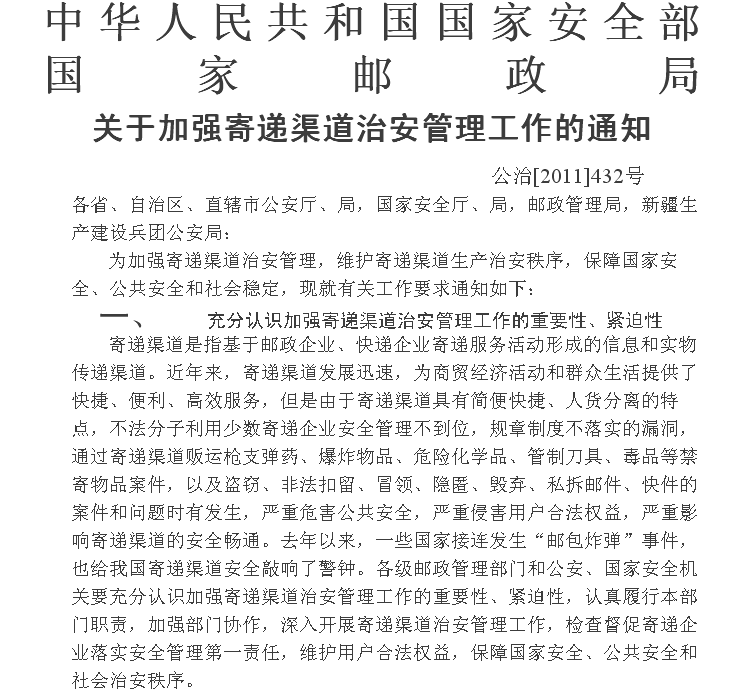 中华人民共和国国家安全部
国家邮政局
关于加强寄递渠道治安管理工作的通知
公治[2011]432号
各省、自治区、直辖市公安厅、局，国家安全厅、局，邮政管理局，新疆生
产建设兵团公安局：
为加强寄递渠道治安管理，维护寄递渠道生产治安秩序，保障国家安
全、公共安全和社会稳定，现就有关工作要求通知如下：
一、 充分认识加强寄递渠道治安管理工作的重要性、紧迫性
寄递渠道是指基于邮政企业、快递企业寄递服务活动形成的信息和实物
传递渠道。近年来，寄递渠道发展迅速，为商贸经济活动和群众生活提供了
快捷、便利、高效服务，但是由于寄递渠道具有简便快捷、人货分离的特
点，不法分子利用少数寄递企业安全管理不到位，规章制度不落实的漏洞，
通过寄递渠道贩运枪支弹药、爆炸物品、危险化学品、管制刀具、毒品等禁
寄物品案件，以及盗窃、非法扣留、冒领、隐匿、毁弃、私拆邮件、快件的
案件和问题时有发生，严重危害公共安全，严重侵害用户合法权益，严重影
响寄递渠道的安全畅通。去年以来，一些国家接连发生“邮包炸弹”事件，
也给我国寄递渠道安全敲响了警钟。各级邮政管理部门和公安、国家安全机
关要充分认识加强寄递渠道治安管理工作的重要性、紧迫性，认真履行本部
门职责，加强部门协作，深入开展寄递渠道治安管理工作，检查督促寄递企
业落实安全管理第一责任，维护用户合法权益，保障国家安全、公共安全和
社会治安秩序。